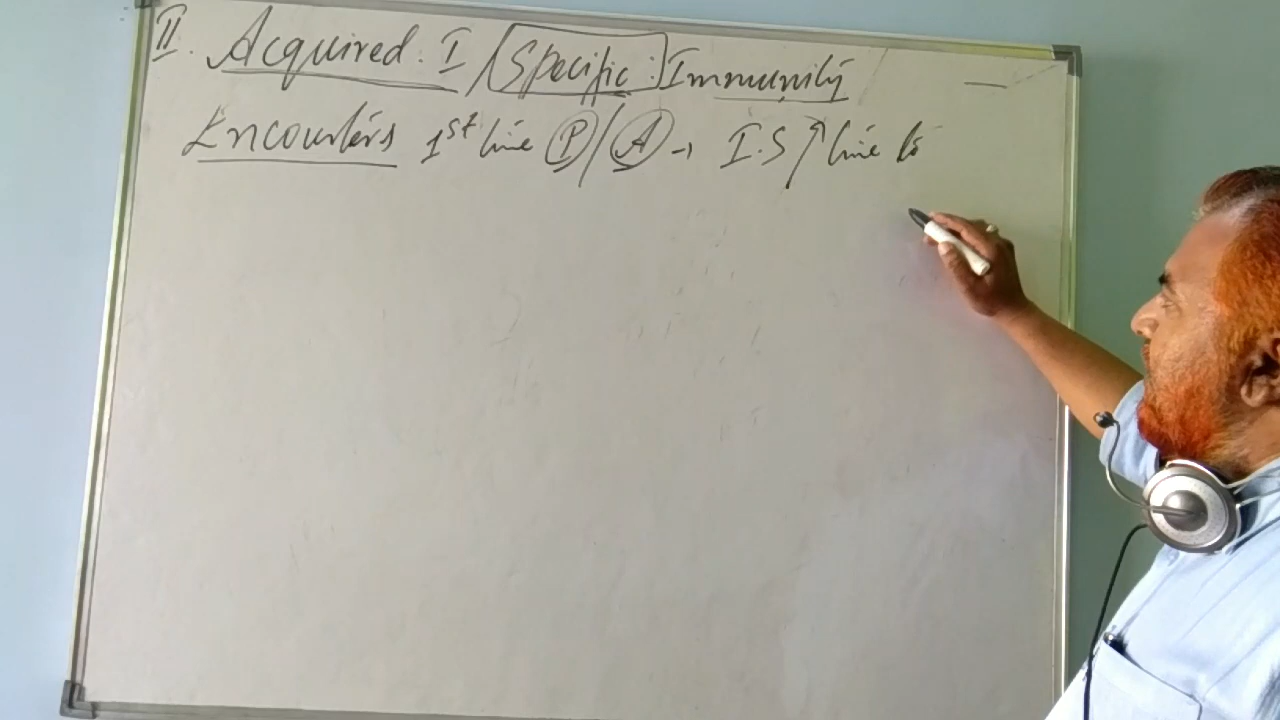 II. Acquired. I / Specific: Immunity
Encounters 1st line P/A → I.S ↑ line to